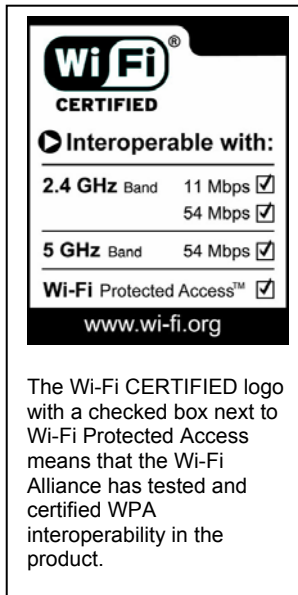 Wi Fi ®
CERTIFIED
Interoperable with:
2.4 GHz Band 11 Mbps ☑
54 Mbps ☑
5 GHz Band 54 Mbps ☑
Wi-Fi Protected Access™ ☑
www.wi-fi.org
The Wi-Fi CERTIFIED logo
with a checked box next to
Wi-Fi Protected Access
means that the Wi-Fi
Alliance has tested and
certified WPA
interoperability in the
product.